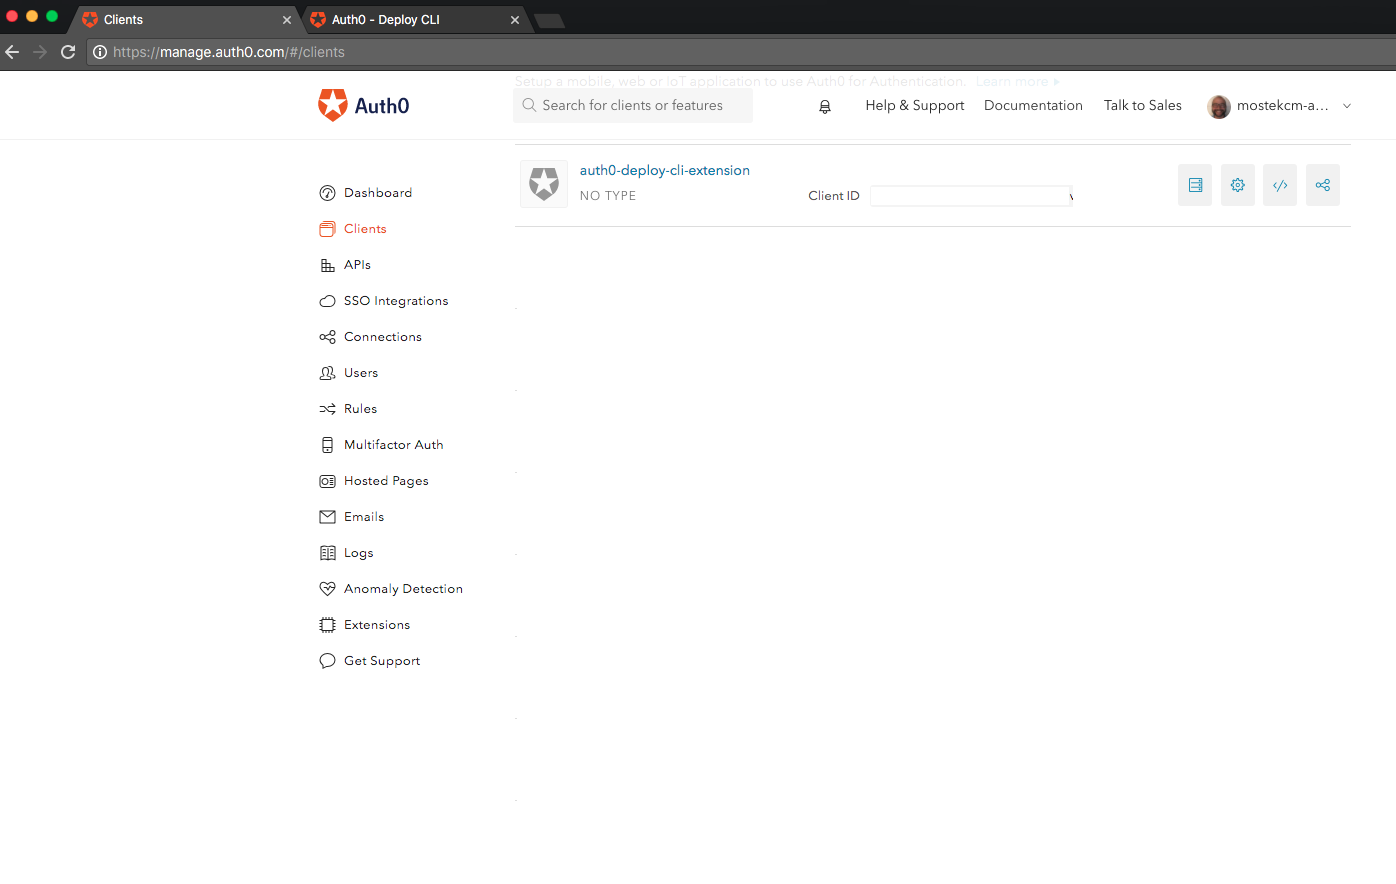 Clients
Auth0 - Deploy CLI
https://manage.auth0.com/#/clients
Setup a mobile, web or IoT application to use Auth0 for Authentication. Learn more
Auth0
Search for clients or features
Help & Support
Documentation
Talk to Sales
mostekcm-a...
auth0-deploy-cli-extension
NO TYPE
Client ID
Dashboard
Clients
APIs
SSO Integrations
Connections
Users
Rules
Multifactor Auth
Hosted Pages
Emails
Logs
Anomaly Detection
Extensions
Get Support